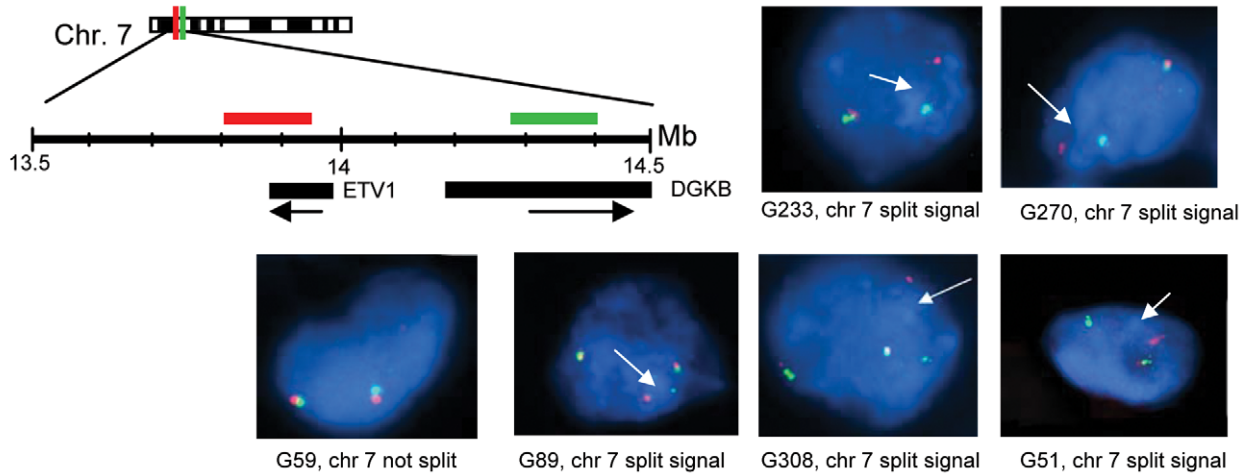 Chr. 7
Mb
13.5 14 14.5
ETV1 DGKB
G233, chr 7 split signal
G270, chr 7 split signal
G59, chr 7 not split
G89, chr 7 split signal
G308, chr 7 split signal
G51, chr 7 split signal